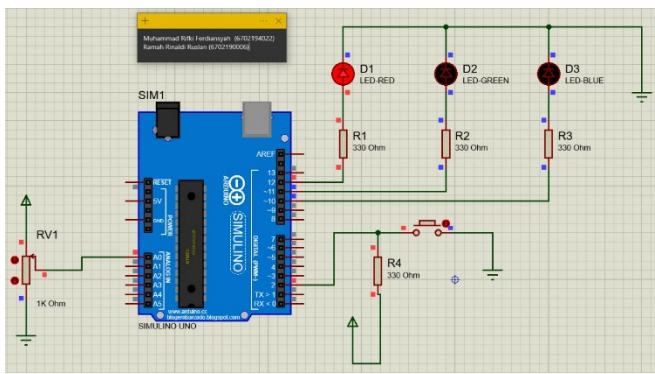 Muhammad Rifki Ferdiansyah (6702194022)
Ramah Rinaldi Ruslan (6702190006)
SIM1
D1
LED-RED
D2
LED-GREEN
D3
LED-BLUE
R1
330 Ohm
R2
330 Ohm
R3
330 Ohm
AREF
13
12
~11
~10
~9
8
RESET
5V
GND
POWER
ARDUINO
SIMULINO
DIGITAL (PWM~)
7
~6
~5
4
~3
2
TX > 1
RX < 0
ANALOG IN
A0
A1
A2
A3
A4
A5
www.arduino.cc
blogembarcado.blogspot.com
SIMULINO UNO
RV1
1K Ohm
R4
330 Ohm